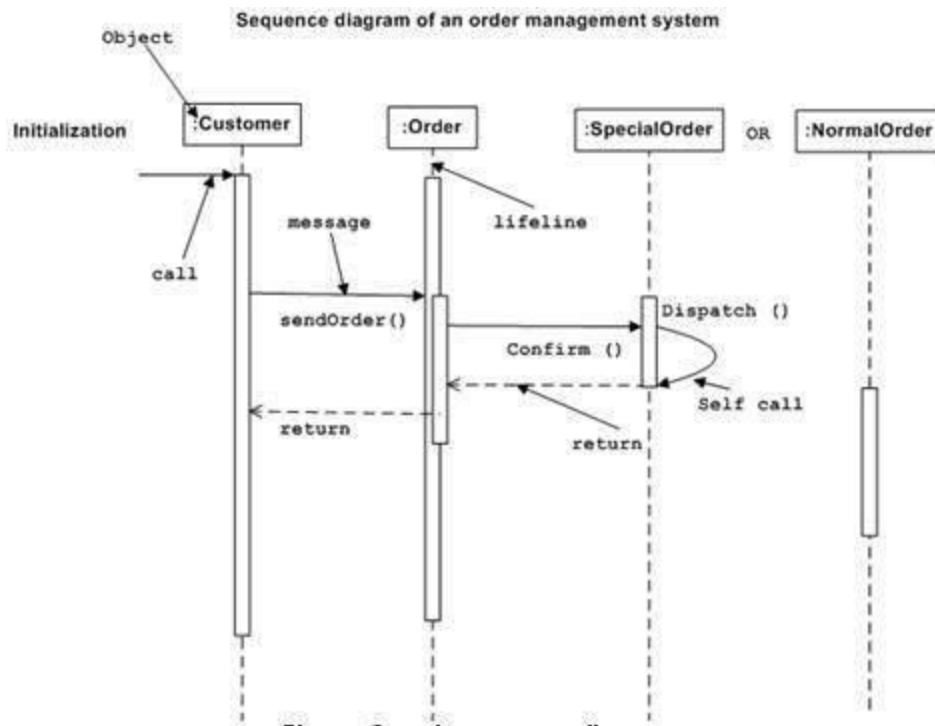 Sequence diagram of an order management system
Object
Initialization
:Customer
:Order
:SpecialOrder
OR
:NormalOrder
lifeline
message
call
sendOrder()
Dispatch ()
Confirm ()
Self call
return
return